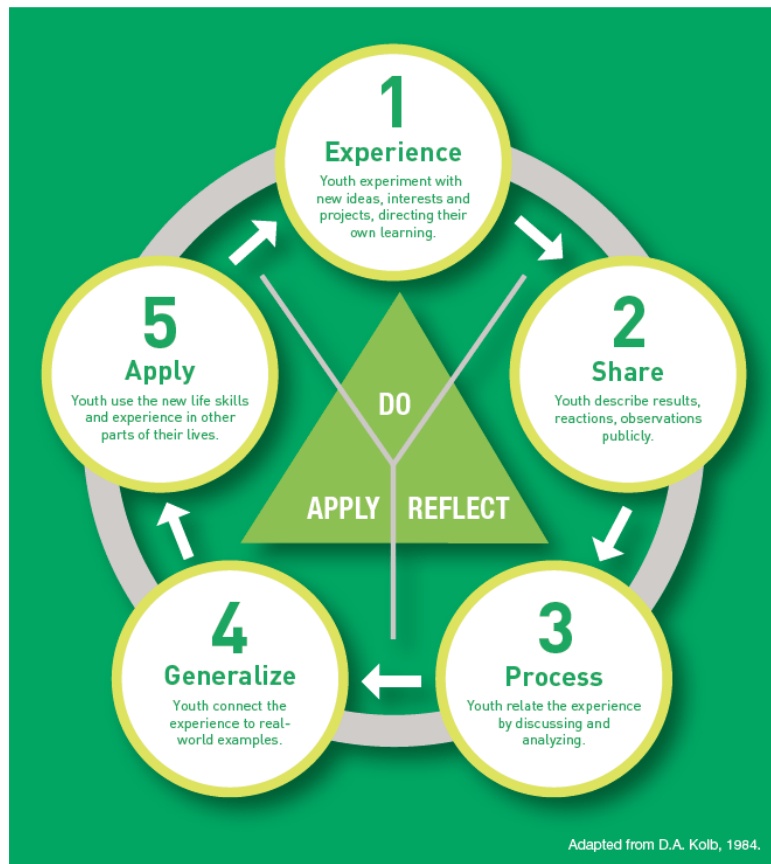 1
Experience
Youth experiment with
new ideas, interests and
projects, directing their
own learning.
2
Share
Youth describe results,
reactions, observations
publicly.
3
Process
Youth relate the experience
by discussing and
analyzing.
4
Generalize
Youth connect the
experience to real-
world examples.
5
Apply
Youth use the new life skills
and experience in other
parts of their lives.
DO
APPLY REFLECT
Adapted from D.A. Kolb, 1984.